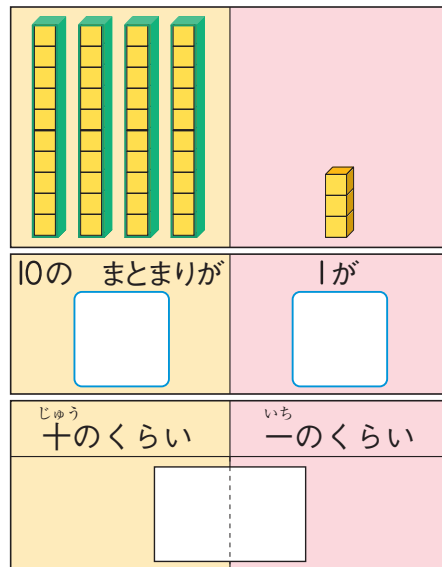 10の まとまりが
1が
じゅう
十のくらい
いち
一のくらい